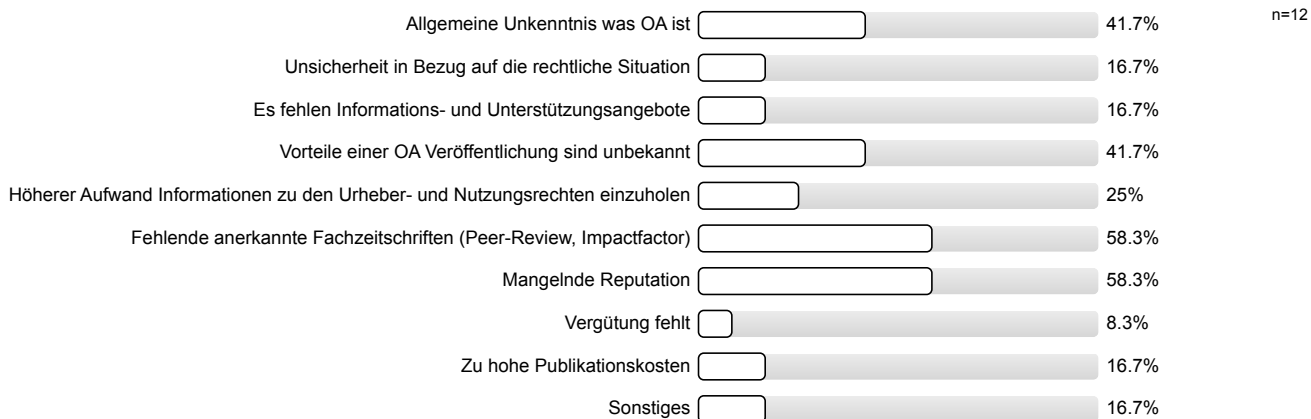 Allgemeine Unkenntnis was OA ist 41.7% n=12
Unsicherheit in Bezug auf die rechtliche Situation 16.7%
Es fehlen Informations- und Unterstützungsangebote 16.7%
Vorteile einer OA Veröffentlichung sind unbekannt 41.7%
Höherer Aufwand Informationen zu den Urheber- und Nutzungsrechten einzuholen 25%
Fehlende anerkannte Fachzeitschriften (Peer-Review, Impactfactor) 58.3%
Mangelnde Reputation 58.3%
Vergütung fehlt 8.3%
Zu hohe Publikationskosten 16.7%
Sonstiges 16.7%